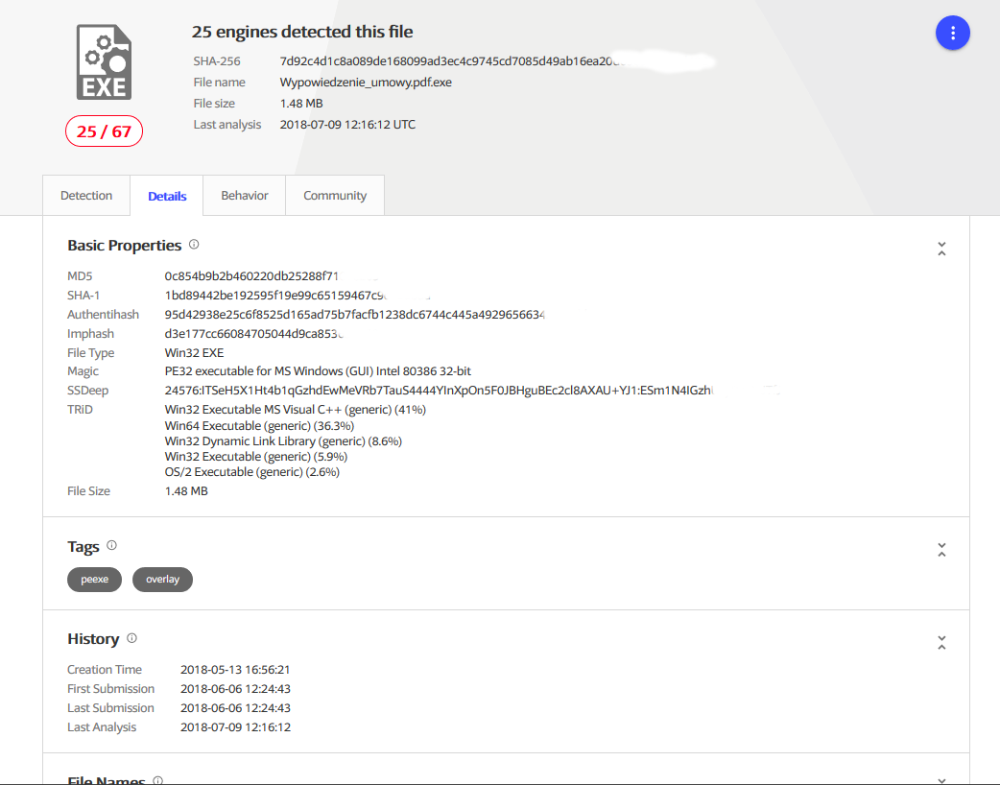 25 engines detected this file
SHA-256 7d92c4d1c8a089de168099ad3ec4c9745cd7085d49ab16ea20
File name Wypowiedzenie_umowy.pdf.exe
File size 1.48 MB
Last analysis 2018-07-09 12:16:12 UTC
EXE
25 / 67
Detection Details Behavior Community
Basic Properties
MD5 0c854b9b2b460220db25288f71
SHA-1 1bd89442be192595f19e99c65159467c9
Authentihash 95d42938e25c6f8525d165ad75b7facfb1238dc6744c445a4929656634
Imphash d3e177cc66084705044d9ca853
File Type Win32 EXE
Magic PE32 executable for MS Windows (GUI) Intel 80386 32-bit
SSDeep 24576:ITSeH5X1Ht4b1qGzhdEwMeVRb7TauS4444YInXpOn5F0JBHguBEc2cl8AXAU+YJ1:ESm1N4IGzh
TRiD Win32 Executable MS Visual C++ (generic) (41%)
Win64 Executable (generic) (36.3%)
Win32 Dynamic Link Library (generic) (8.6%)
Win32 Executable (generic) (5.9%)
OS/2 Executable (generic) (2.6%)
File Size 1.48 MB
Tags
peexe overlay
History
Creation Time 2018-05-13 16:56:21
First Submission 2018-06-06 12:24:43
Last Submission 2018-06-06 12:24:43
Last Analysis 2018-07-09 12:16:12
File Names